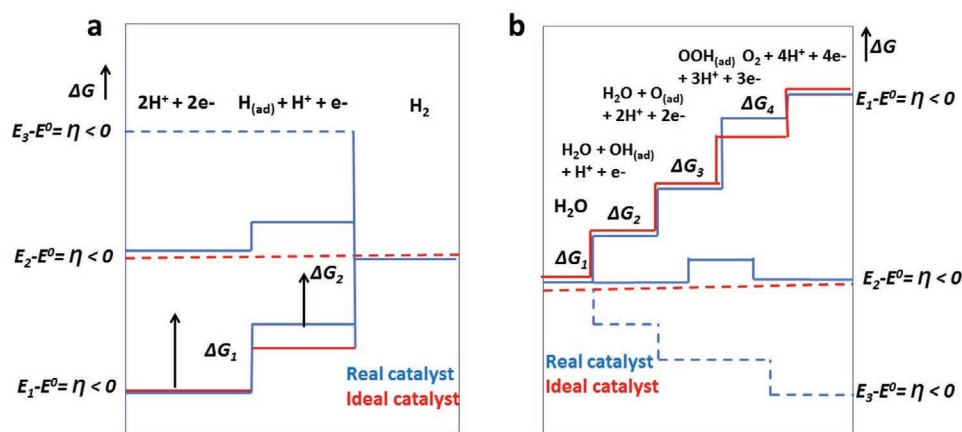 a
ΔG
2H⁺ + 2e-
H(ad) + H⁺ + e-
H₂
E₃-E⁰= η < 0
E₂-E⁰= η < 0
ΔG₂
ΔG₁
E₁-E⁰= η < 0
Real catalyst
Ideal catalyst
b
ΔG
OOH(ad) O₂ + 4H⁺ + 4e-
+ 3H⁺ + 3e-
H₂O + O(ad)
+ 2H⁺ + 2e-
ΔG₄
E₁-E⁰= η < 0
H₂O + OH(ad)
+ H⁺ + e-
ΔG₃
H₂O
ΔG₂
ΔG₁
E₂-E⁰= η < 0
Real catalyst
Ideal catalyst
E₃-E⁰= η < 0